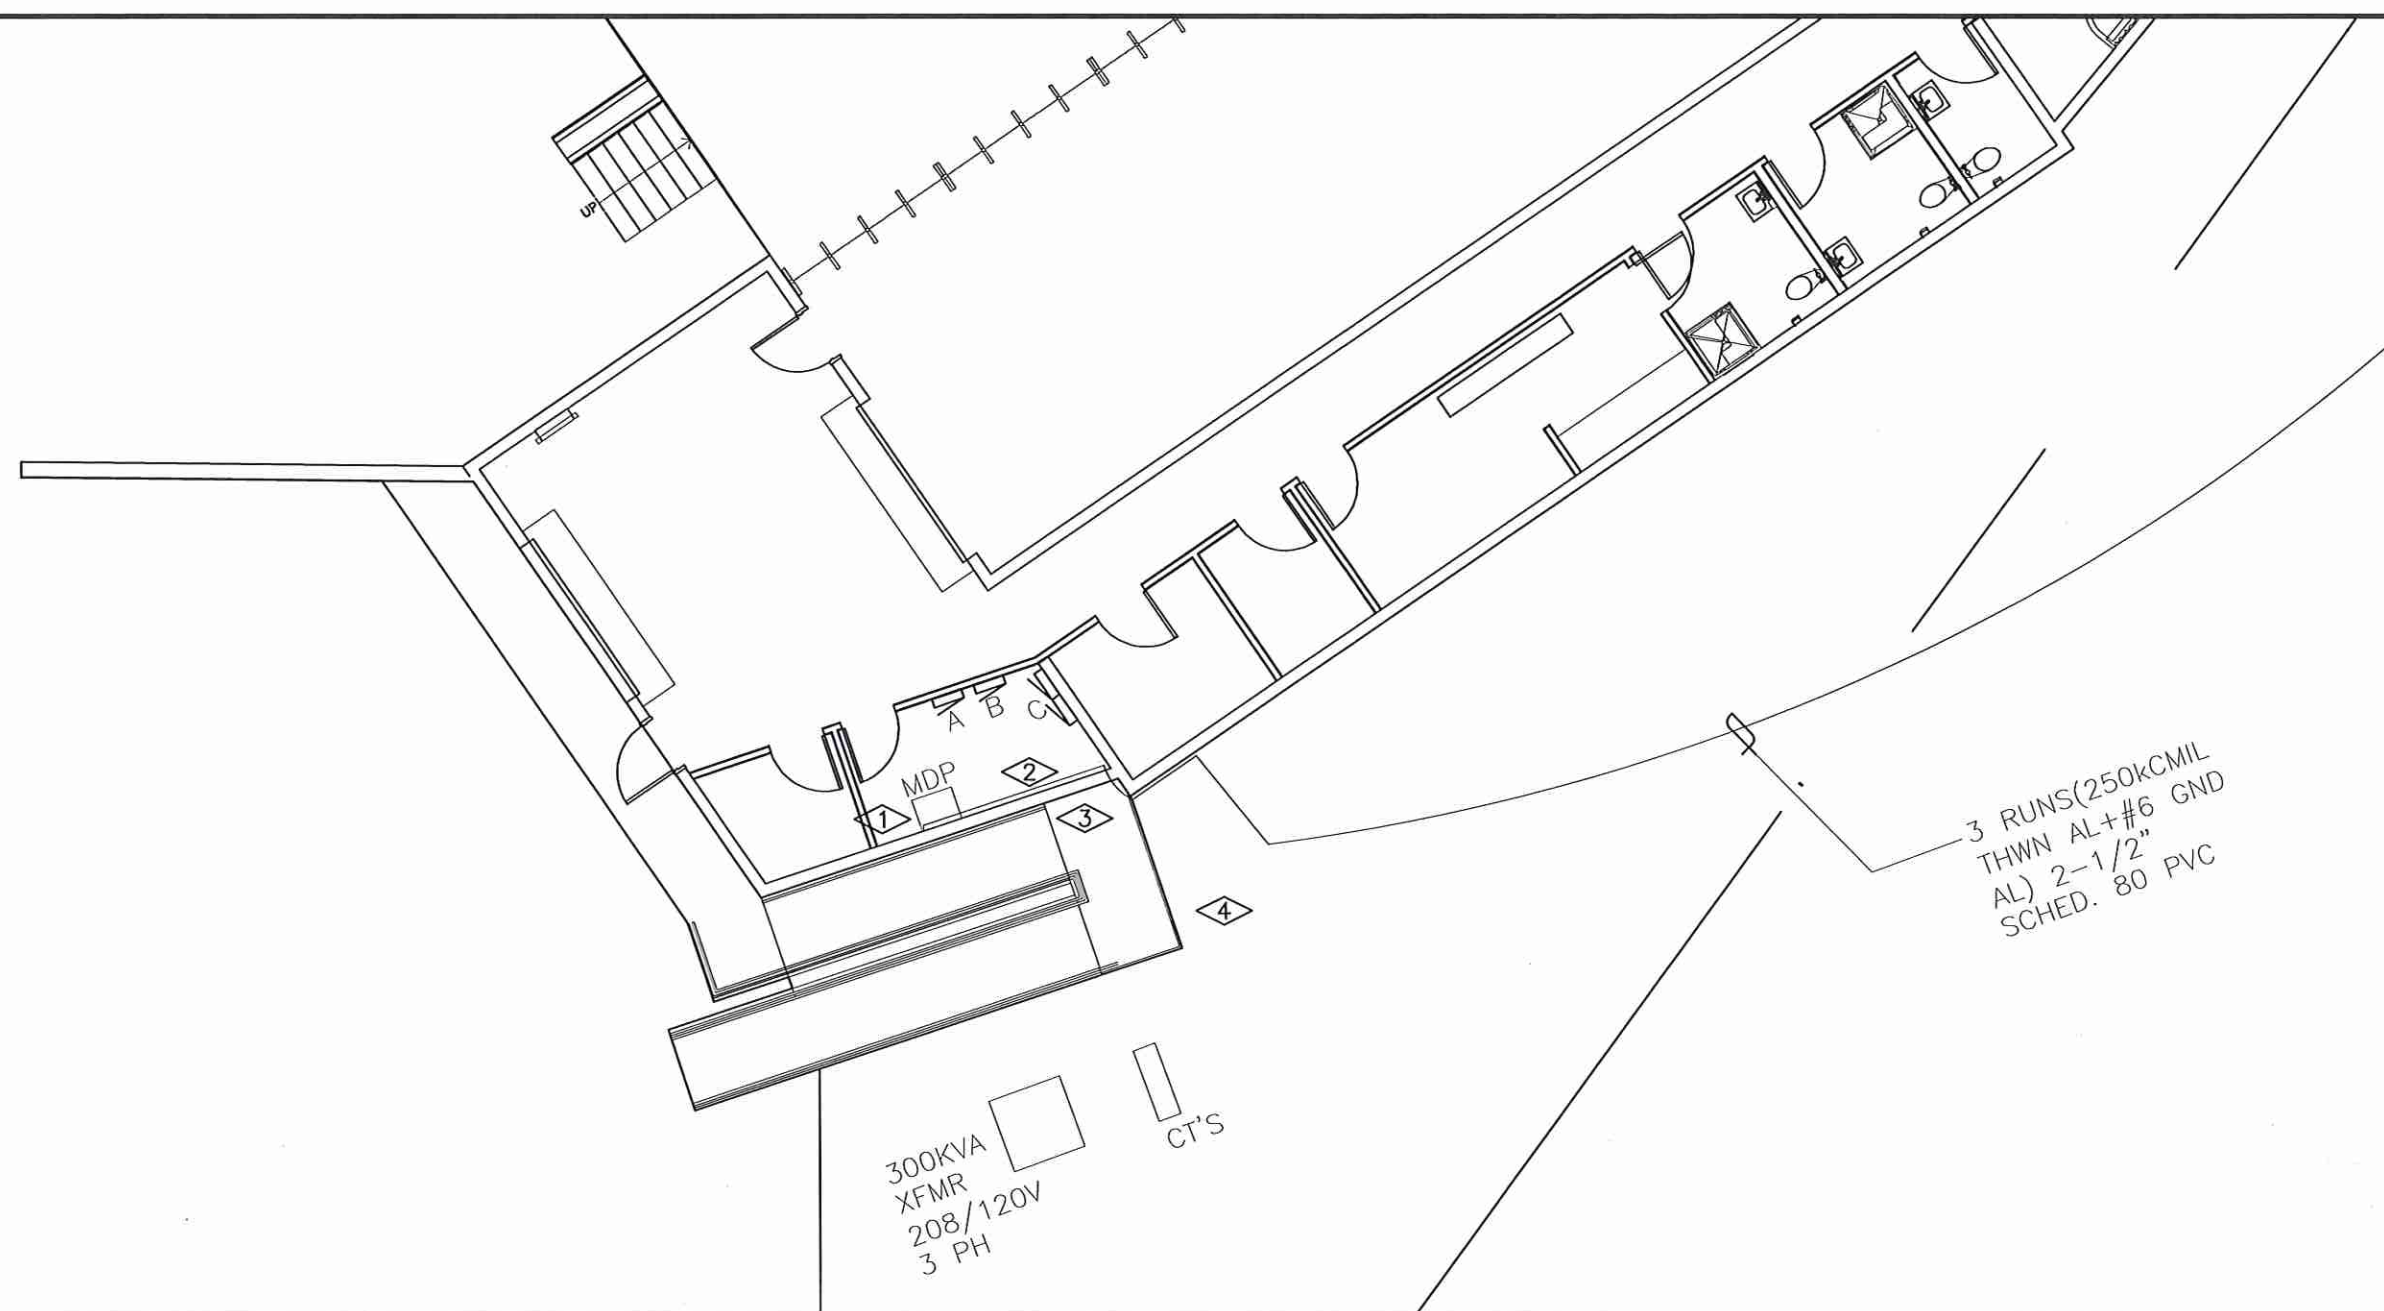 UP
A
B
C
MDP
2
1
3
4
3 RUNS(250kCMIL
THWN AL+#6 GND
AL) 2-1/2"
SCHED. 80 PVC
CT'S
300KVA
XFMR
208/120V
3 PH